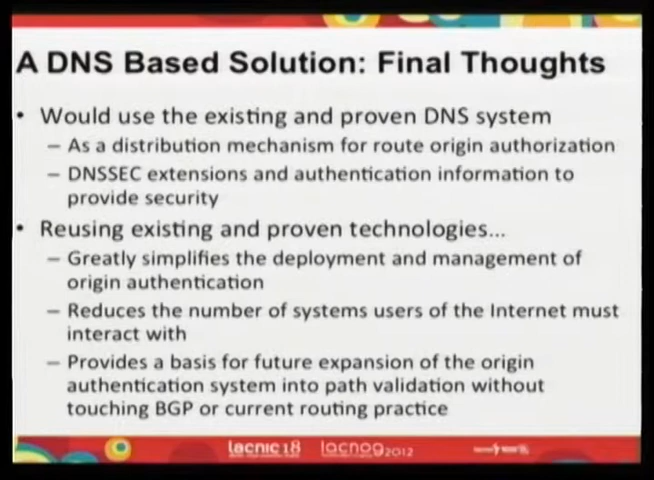 A DNS Based Solution: Final Thoughts
• Would use the existing and proven DNS system
– As a distribution mechanism for route origin authorization
– DNSSEC extensions and authentication information to
provide security
• Reusing existing and proven technologies...
– Greatly simplifies the deployment and management of
origin authentication
– Reduces the number of systems users of the Internet must
interact with
– Provides a basis for future expansion of the origin
authentication system into path validation without
touching BGP or current routing practice
lacnic18 lacnog2012